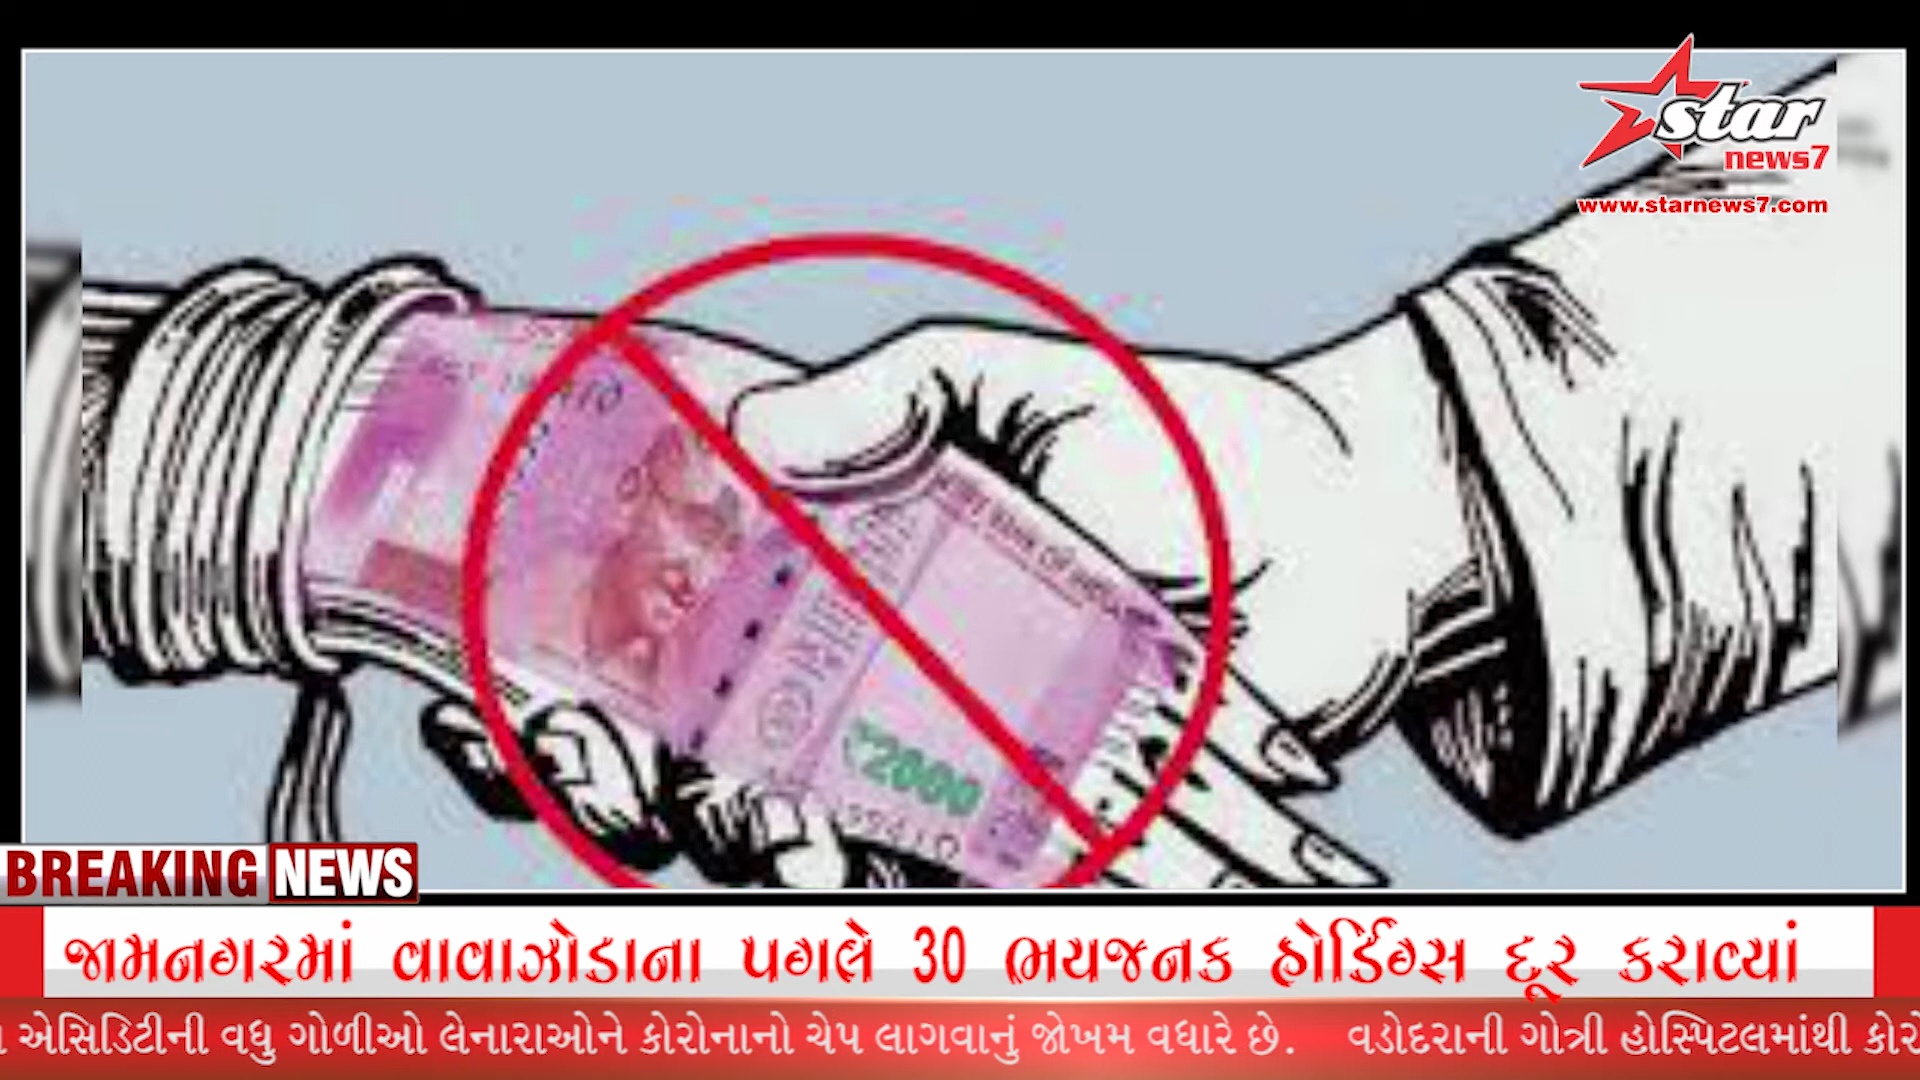 star
news7
www.starnews7.com
₹2000
BREAKING NEWS
જામનગરમાં વાવાઝોડાના પગલે 30 ભયજનક હોર્ડિંગ્સ દૂર કરાવ્યાં
એસિડિટીની વધુ ગોળીઓ લેનારાઓને કોરોનાનો ચેપ લાગવાનું જોખમ વધારે છે. વડોદરાની ગોત્રી હોસ્પિટલમાંથી